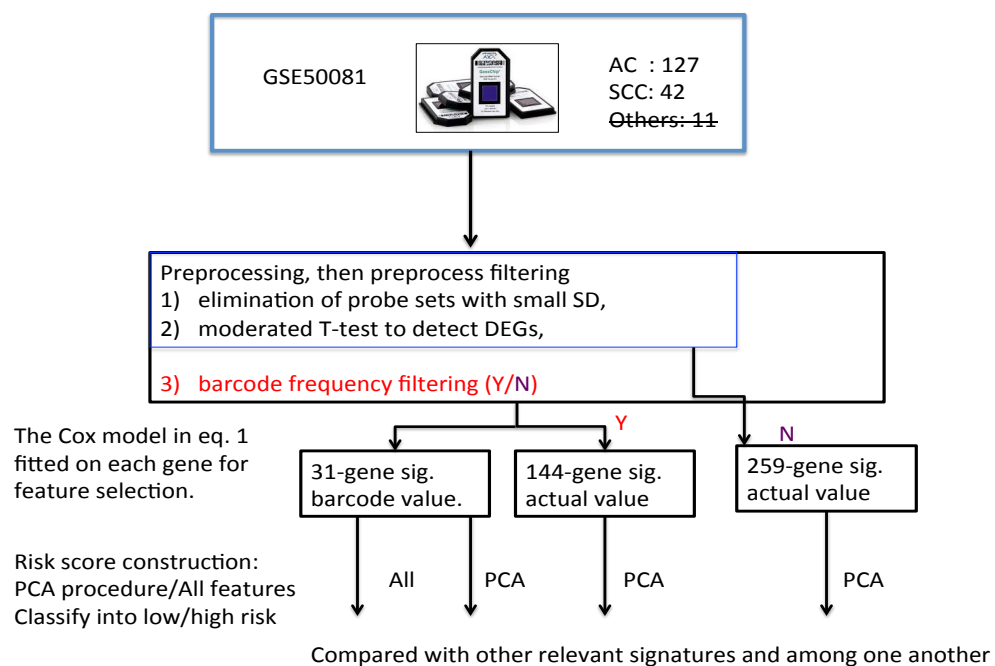 GSE50081
AC : 127
SCC: 42
Others: 11
Preprocessing, then preprocess filtering
1) elimination of probe sets with small SD,
2) moderated T-test to detect DEGs,
3) barcode frequency filtering (Y/N)
Y
N
The Cox model in eq. 1
fitted on each gene for
feature selection.
31-gene sig.
barcode value.
144-gene sig.
actual value
259-gene sig.
actual value
Risk score construction:
PCA procedure/All features
Classify into low/high risk
All
PCA
PCA
PCA
Compared with other relevant signatures and among one another